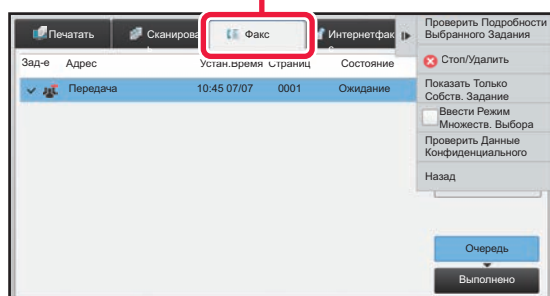 Печатать
Сканирова
ь
Факс
Интернетфак
с
Проверить Подробности
Выбранного Задания
Стоп/Удалить
Показать Только
Собств. Задание
Ввести Режим
Множеств. Выбора
Проверить Данные
Конфиденциального
Назад
Зад-е Адрес Устан.Время Страниц Состояние
Передача 10:45 07/07 0001 Ожидание
Очередь
Выполнено